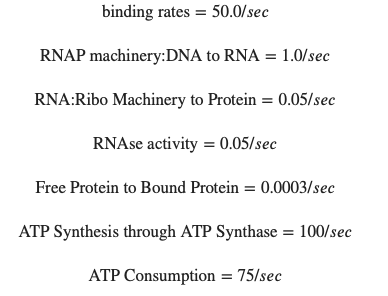 binding rates = 50.0/sec
RNAP machinery:DNA to RNA = 1.0/sec
RNA:Ribo Machinery to Protein = 0.05/sec
RNAse activity = 0.05/sec
Free Protein to Bound Protein = 0.0003/sec
ATP Synthesis through ATP Synthase = 100/sec
ATP Consumption = 75/sec